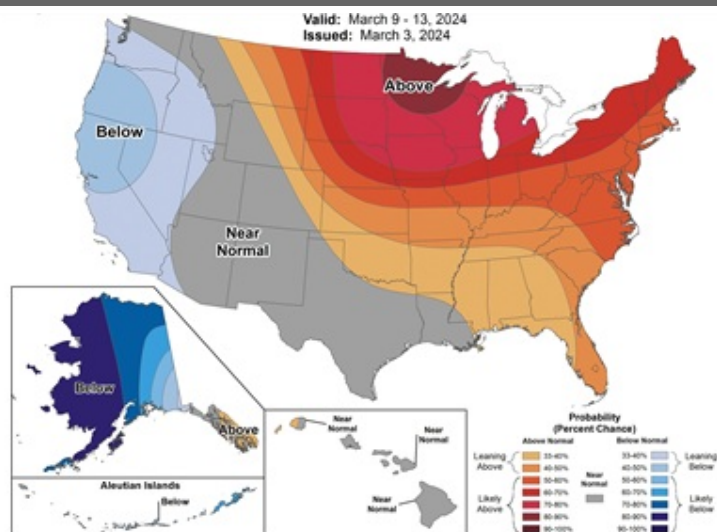 Valid: March 9 - 13, 2024
Issued: March 3, 2024
Above
Below
Near
Normal
Below
Above
Aleutian Islands
Below
Near
Normal
Near
Normal
Near
Normal
Probability
(Percent Chance)
Above Normal
Below Normal
Leaning
Above
Likely
Above
33-40%
40-50%
50-60%
60-70%
70-80%
80-90%
90-100%
Near
Normal
33-40%
40-50%
50-60%
60-70%
70-80%
80-90%
90-100%
Leaning
Below
Likely
Below